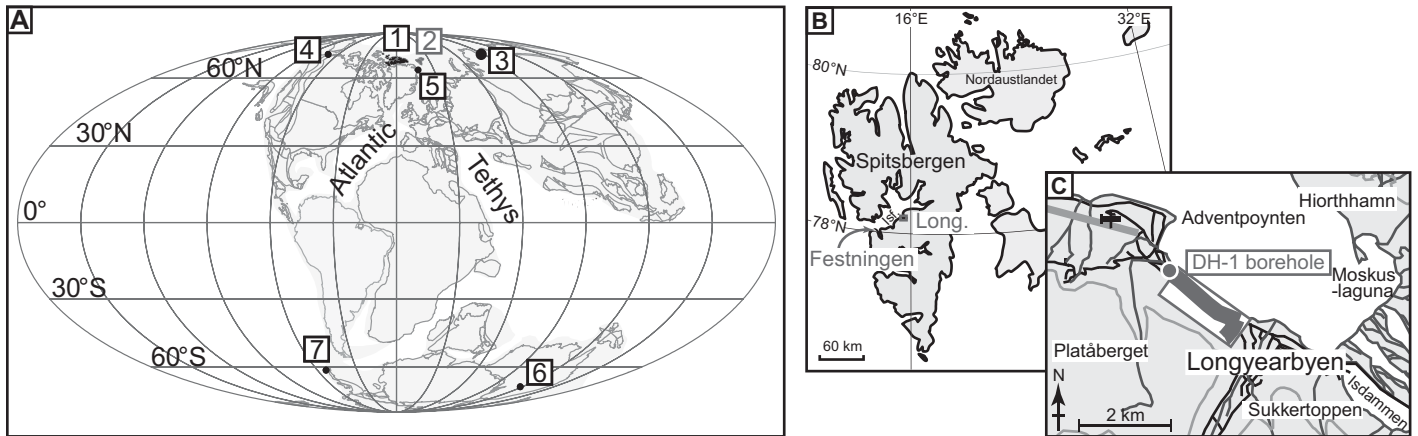 A
4
1
2
3
5
60°N
30°N
Atlantic
Tethys
0°
30°S
60°S
7
6
B
16°E
32°E
80°N
Nordaustlandet
Spitsbergen
Isf.
Long.
78°N
Festningen
60 km
C
Hiorthhamn
Adventpoynten
DH-1 borehole
Moskus
-laguna
Platåberget
Longyearbyen
Isdammen
N
2 km
Sukkertoppen